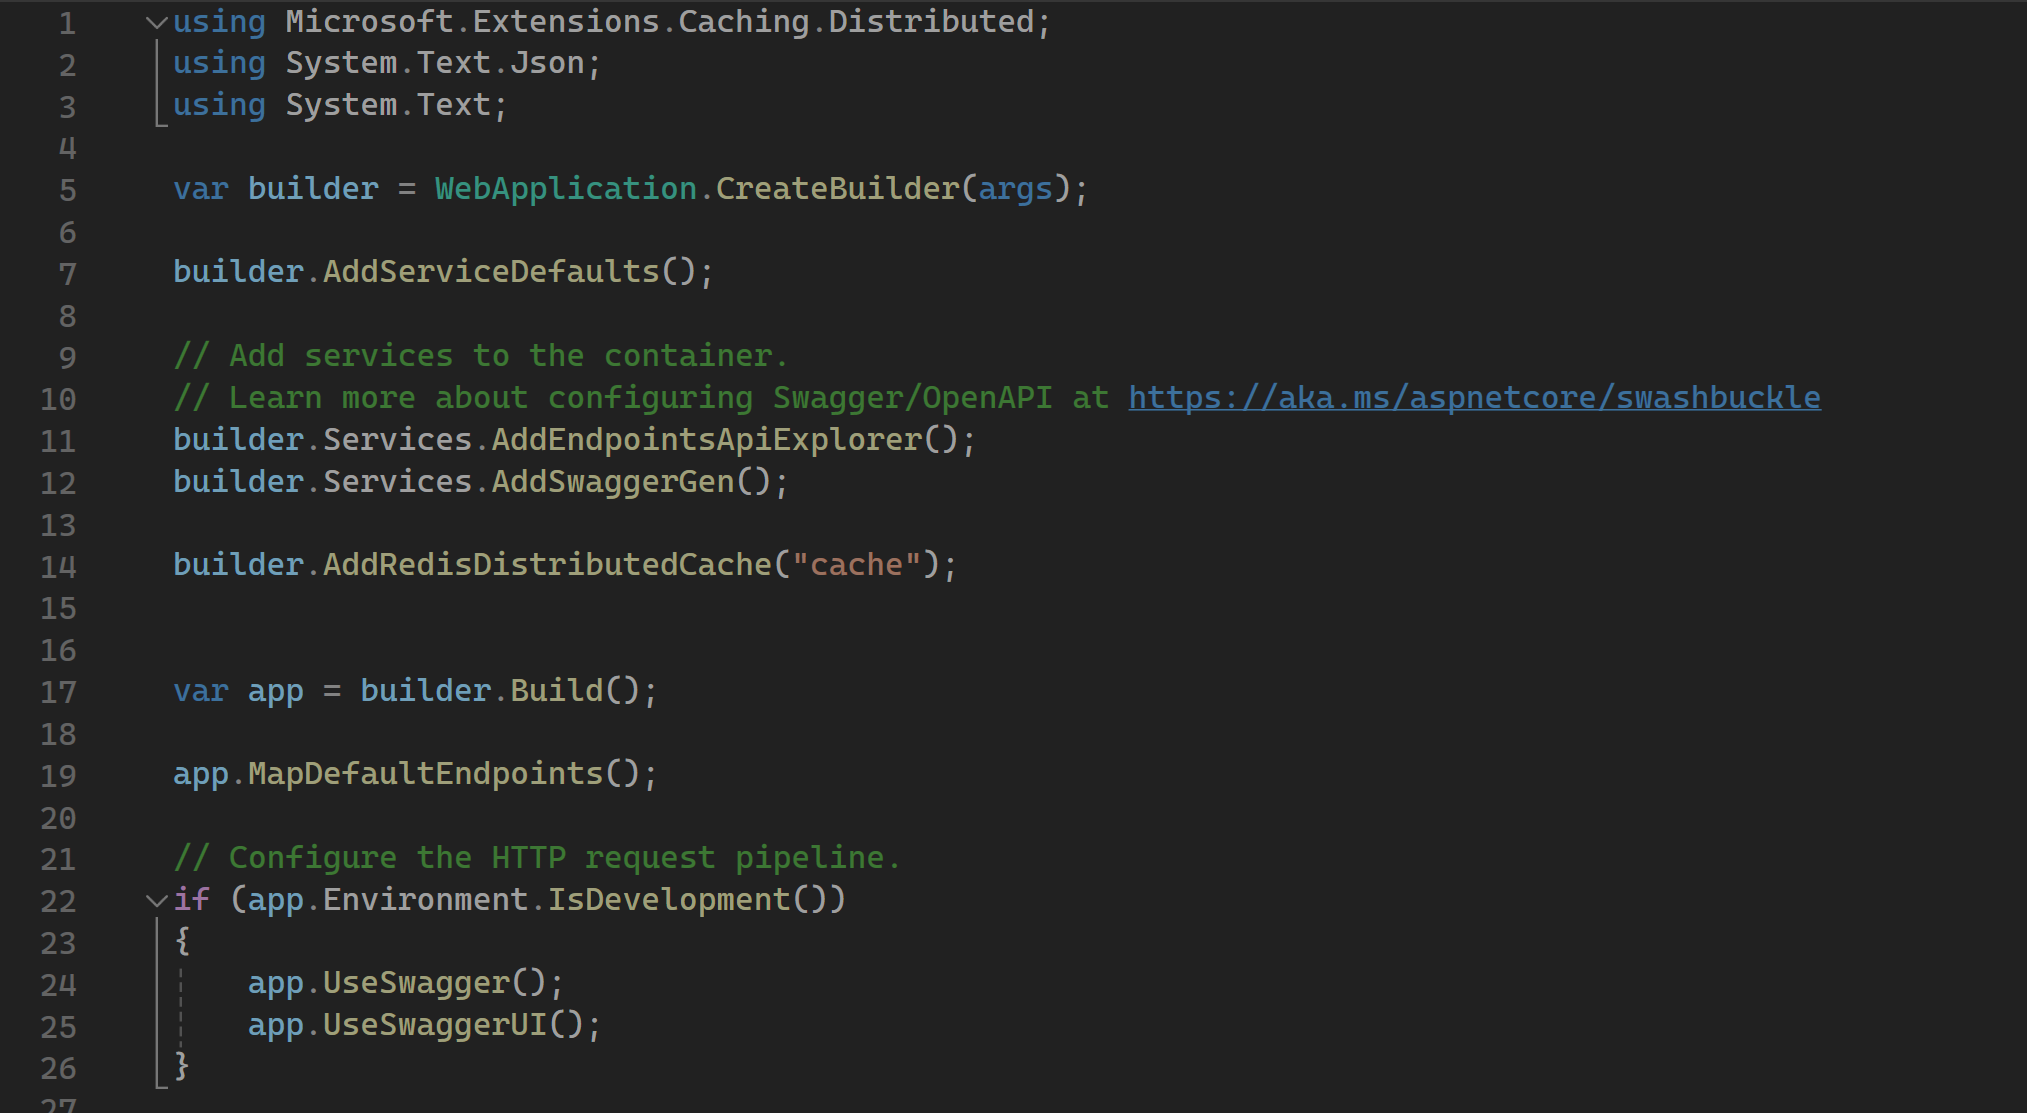 1 using Microsoft.Extensions.Caching.Distributed;
2 using System.Text.Json;
3 using System.Text;
4
5 var builder = WebApplication.CreateBuilder(args);
6
7 builder.AddServiceDefaults();
8
9 // Add services to the container.
10 // Learn more about configuring Swagger/OpenAPI at https://aka.ms/aspnetcore/swashbuckle
11 builder.Services.AddEndpointsApiExplorer();
12 builder.Services.AddSwaggerGen();
13
14 builder.AddRedisDistributedCache("cache");
15
16
17 var app = builder.Build();
18
19 app.MapDefaultEndpoints();
20
21 // Configure the HTTP request pipeline.
22 if (app.Environment.IsDevelopment())
23 {
24     app.UseSwagger();
25     app.UseSwaggerUI();
26 }
27